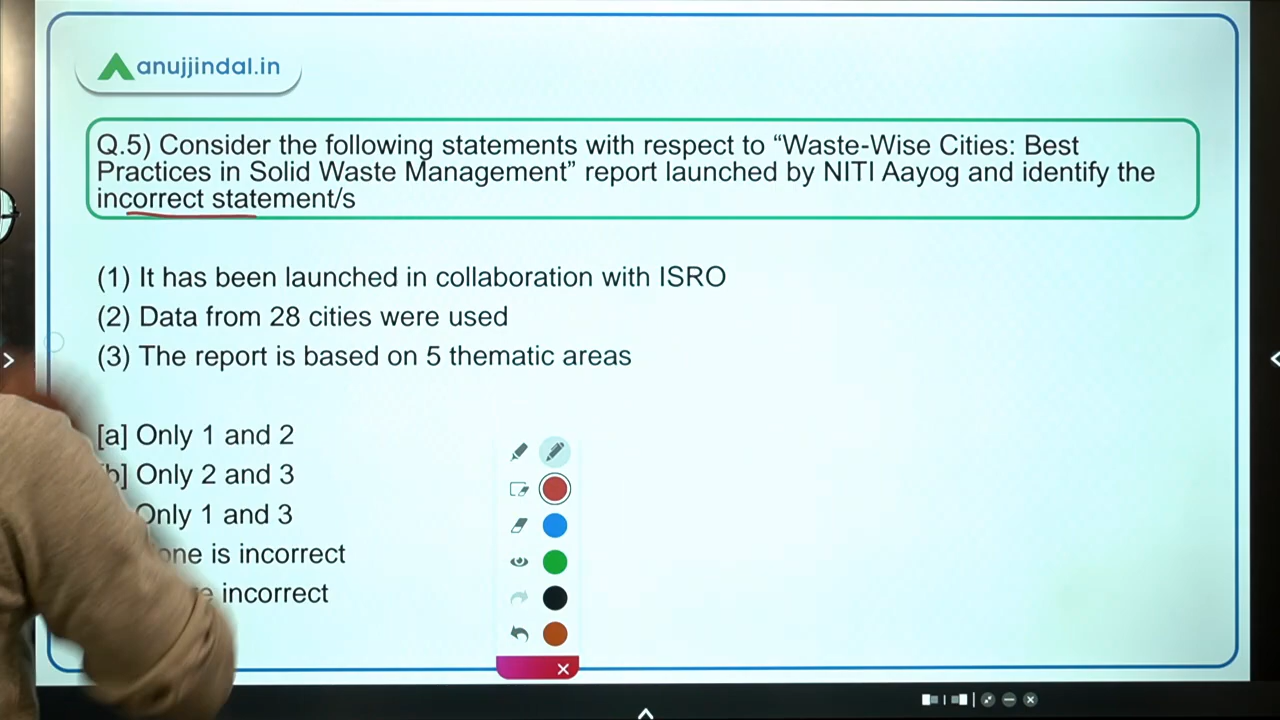 anujjindal.in
Q.5) Consider the following statements with respect to “Waste-Wise Cities: Best
Practices in Solid Waste Management” report launched by NITI Aayog and identify the
incorrect statement/s
(1) It has been launched in collaboration with ISRO
(2) Data from 28 cities were used
(3) The report is based on 5 thematic areas
[a] Only 1 and 2
b] Only 2 and 3
Only 1 and 3
one is incorrect
incorrect